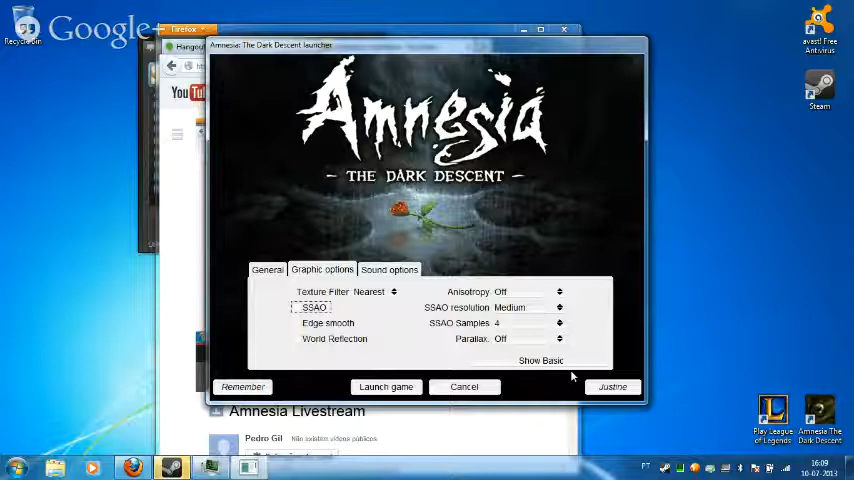 Google+
Recycle Bin
Firefox
Hangout
You Tu
Amnesia: The Dark Descent launcher
Amnesia
- THE DARK DESCENT -
General
Graphic options
Sound options
Texture Filter Nearest
Anisotropy Off
SSAO
SSAO resolution Medium
Edge smooth
SSAO Samples 4
World Reflection
Parallax. Off
Show Basic
Remember
Launch game
Cancel
Justine
Amnesia Livestream
Pedro Gil
Não existem vídeos públicos.
avast! Free
Antivirus
Steam
Play League
of Legends
Amnesia The
Dark Descent
PT
16:09
10-07-2013